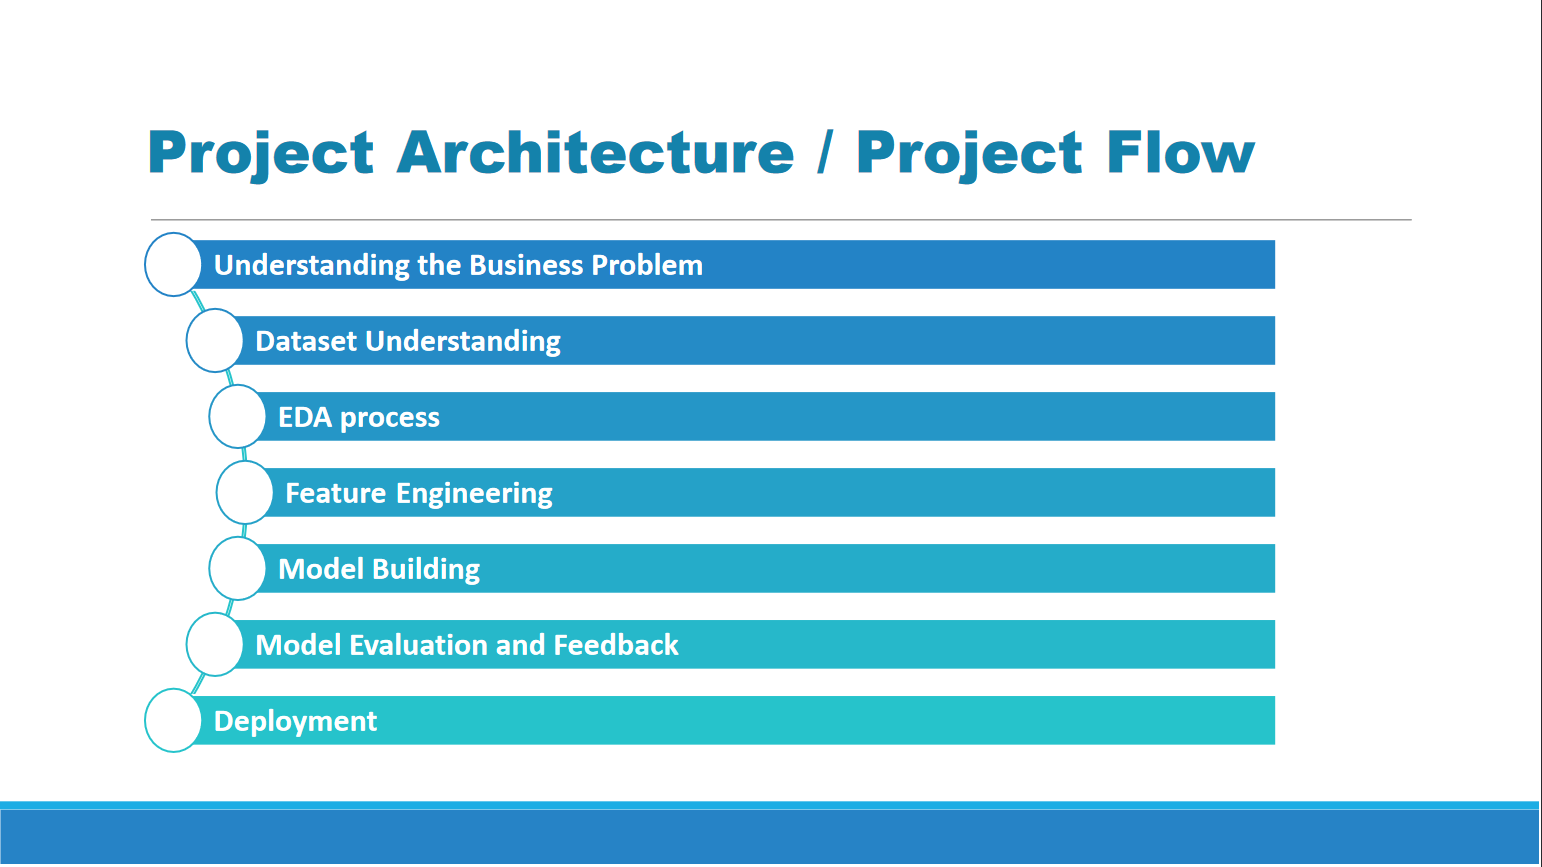 Project Architecture / Project Flow
Understanding the Business Problem
Dataset Understanding
EDA process
Feature Engineering
Model Building
Model Evaluation and Feedback
Deployment